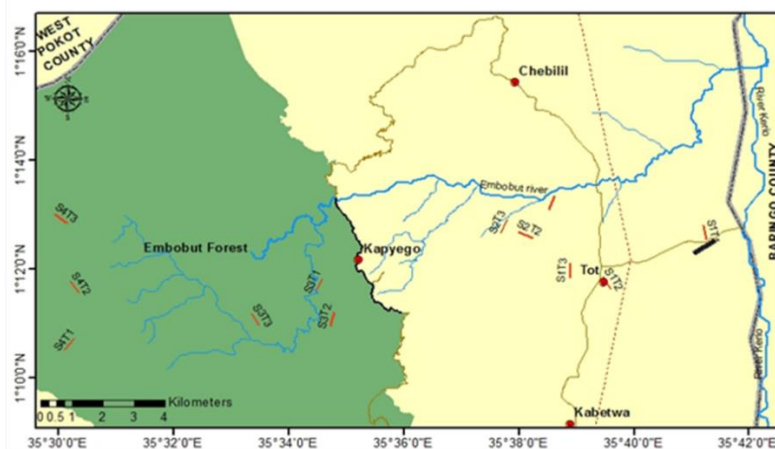 WEST
POKOT
COUNTY
N
W
E
S
Chebilil
River Kerio
BARINGO COUNTY
Embobut river
S4T3
Embobut Forest
Kapyego
S2T3
S2T2
S1T1
S4T2
S3T1
S1T3
Tot
S1T2
S4T1
S3T3
S3T2
River Kerio
Kilometers
0 0.5 1 2 3 4
Kabetwa
1°16'0"N
1°14'0"N
1°12'0"N
1°10'0"N
35°30'0"E
35°32'0"E
35°34'0"E
35°36'0"E
35°38'0"E
35°40'0"E
35°42'0"E